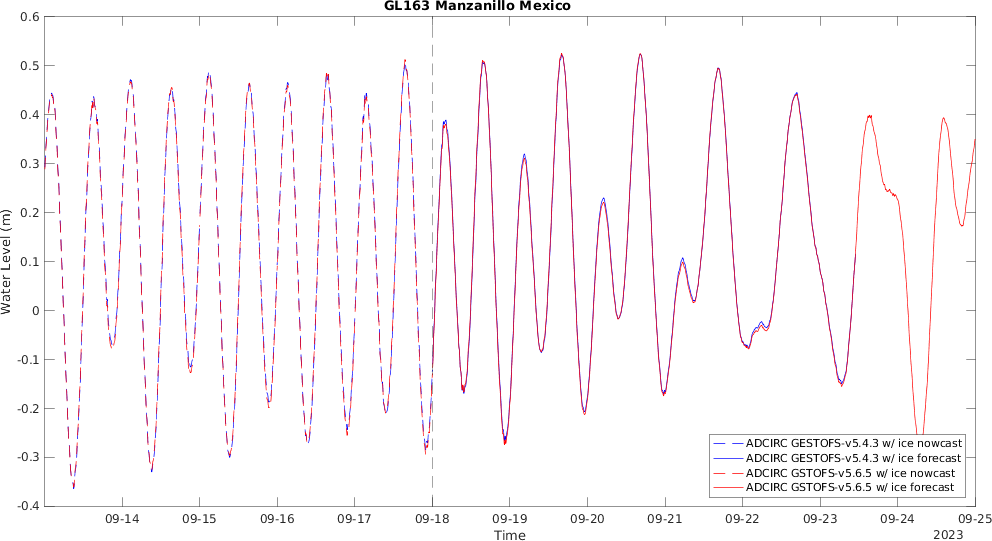 GL163 Manzanillo Mexico
0.6
0.5
0.4
0.3
0.2
0.1
0
-0.1
-0.2
-0.3
-0.4
Water Level (m)
ADCIRC GESTOFS-v5.4.3 w/ ice nowcast
ADCIRC GESTOFS-v5.4.3 w/ ice forecast
ADCIRC GSTOFS-v5.6.5 w/ ice nowcast
ADCIRC GSTOFS-v5.6.5 w/ ice forecast
09-14 09-15 09-16 09-17 09-18 09-19 09-20 09-21 09-22 09-23 09-24 09-25
Time
2023